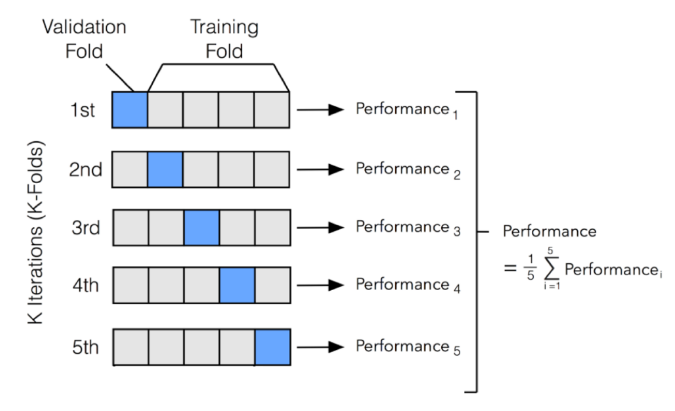 Validation
Fold
Training
Fold
K Iterations (K-Folds)
1st
Performance 1
2nd
Performance 2
3rd
Performance 3
4th
Performance 4
5th
Performance 5
Performance
= 1/5 5∑i=1 Performance i